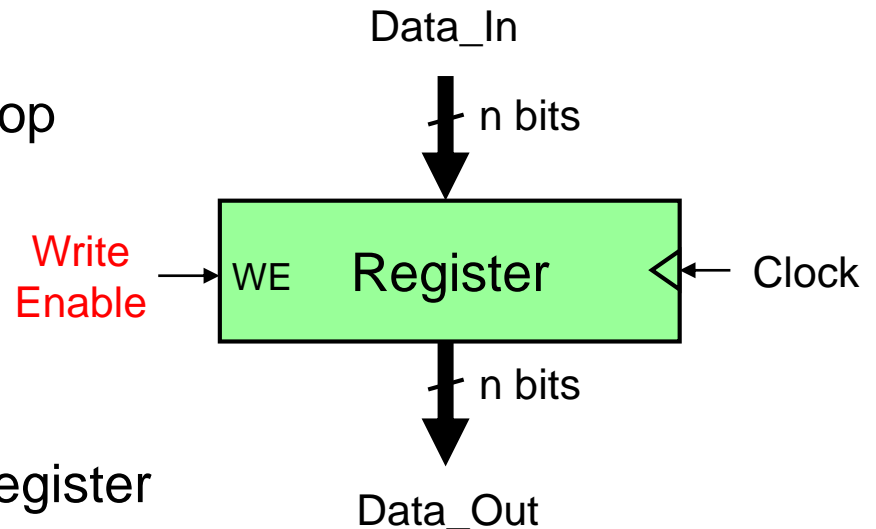 Data_In
op
n bits
Write
Enable
WE
Register
Clock
n bits
egister
Data_Out